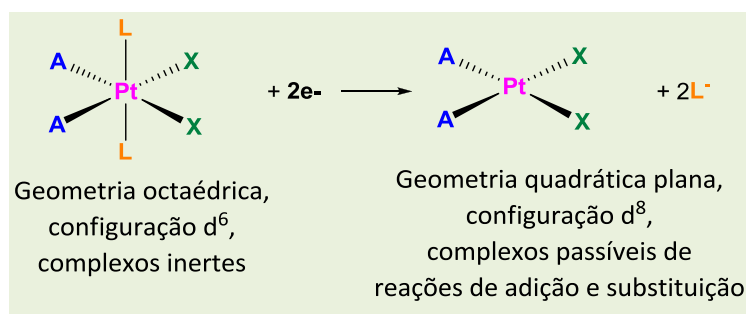 L
A X
Pt
A X
L
+ 2e-
A X
Pt
A X
+ 2L-
Geometria octaédrica,
configuração d6,
complexos inertes
Geometria quadrática plana,
configuração d8,
complexos passíveis de
reações de adição e substituição